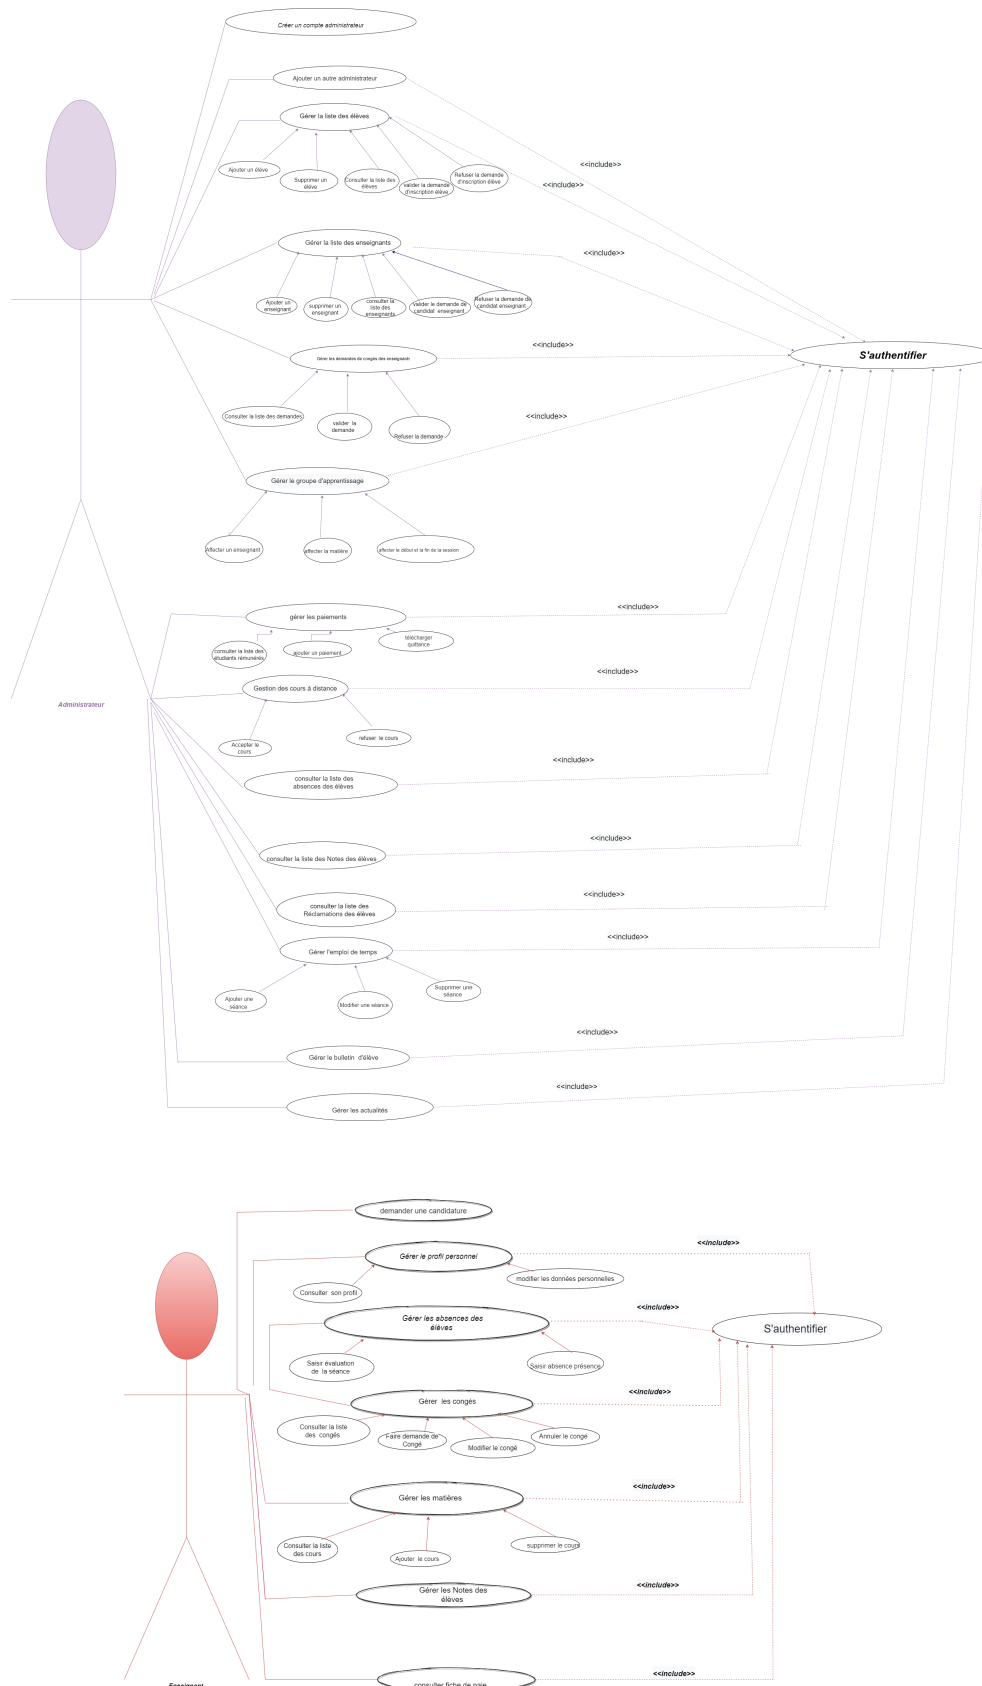 Créer un compte administrateur
Ajouter un autre administrateur
Gérer la liste des élèves
<<include>>
Ajouter un élève
Supprimer un
élève
Consulter la liste des
élèves
valider la demande
d'inscription élève
Refuser la demande
d'inscription élève
<<include>>
Gérer la liste des enseignants
<<include>>
Ajouter un
enseignant
supprimer un
enseignant
consulter la
liste des
enseignants
valider le demande de
candidat enseignant
Refuser la demande de
candidat enseignant
Gérer les demandes de congés des enseignants
<<include>>
S'authentifier
Consulter la liste des demandes
valider la
demande
Refuser la demande
<<include>>
Gérer le groupe d'apprentissage
Affecter un enseignant
affecter la matière
affecter le début et la fin de la session
gérer les paiements
<<include>>
consulter la liste des
étudiants rémunérés
ajouter un paiement
télécharger
quittance
Administrateur
Gestion des cours à distance
<<include>>
Accepter le
cours
refuser le cours
consulter la liste des
absences des élèves
<<include>>
consulter la liste des Notes des élèves
<<include>>
consulter la liste des
Réclamations des élèves
<<include>>
Gérer l'emploi de temps
<<include>>
Ajouter une
séance
Modifier une séance
Supprimer une
séance
Gérer le bulletin d'élève
<<include>>
Gérer les actualités
<<include>>
demander une candidature
Gérer le profil personnel
<<include>>
Consulter son profil
modifier les données personnelles
Gérer les absences des
élèves
<<include>>
S'authentifier
Saisir évaluation
de la séance
Saisir absence présence
Gérer les congés
<<include>>
Consulter la liste
des congés
Faire demande de
Congé
Modifier le congé
Annuler le congé
Gérer les matières
<<include>>
Consulter la liste
des cours
Ajouter le cours
supprimer le cours
Gérer les Notes des
élèves
<<include>>
consulter fiche de paie
<<include>>
Enseignant